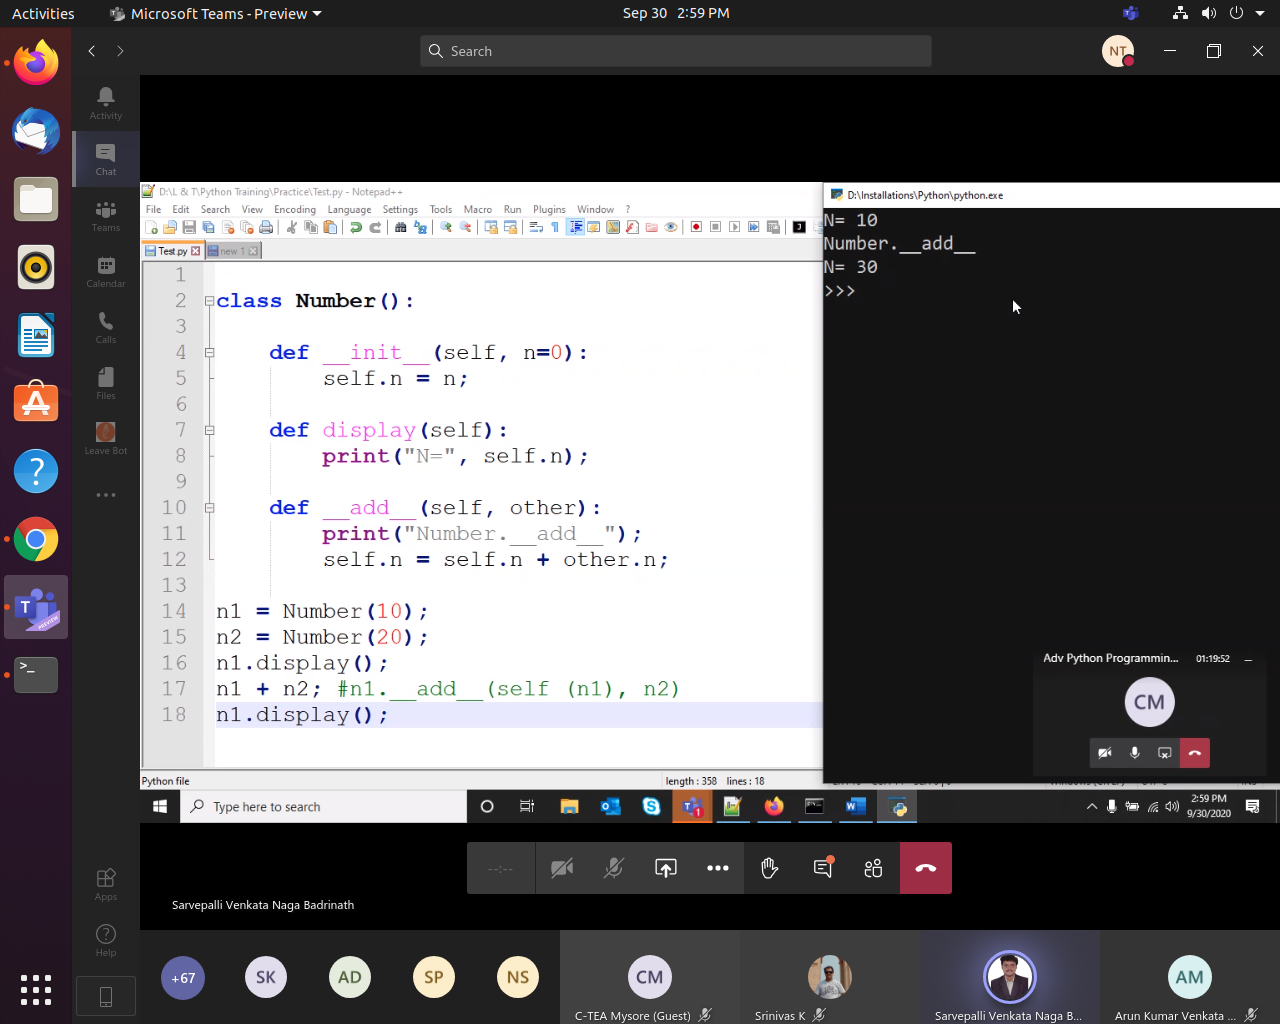 Activities
Microsoft Teams - Preview
Sep 30 2:59 PM
Search
NT
Activity
Chat
Teams
Calendar
Calls
Files
Leave Bot
Apps
Help
D:\L & T\Python Training\Practice\Test.py - Notepad++
File Edit Search View Encoding Language Settings Tools Macro Run Plugins Window ?
Test.py
new 1
1
2 class Number():
3
4 def __init__(self, n=0):
5 self.n = n;
6
7 def display(self):
8 print("N=", self.n);
9
10 def __add__(self, other):
11 print("Number.__add__");
12 self.n = self.n + other.n;
13
14 n1 = Number(10);
15 n2 = Number(20);
16 n1.display();
17 n1 + n2; #n1.__add__(self (n1), n2)
18 n1.display();
Python file
length : 358 lines : 18
D:\Installations\Python\python.exe
N= 10
Number.__add__
N= 30
>>>
Adv Python Programmin... 01:19:52
CM
Type here to search
2:59 PM
9/30/2020
--:--
Sarvepalli Venkata Naga Badrinath
+67
SK
AD
SP
NS
CM
C-TEA Mysore (Guest)
Srinivas K
Sarvepalli Venkata Naga B...
AM
Arun Kumar Venkata ...